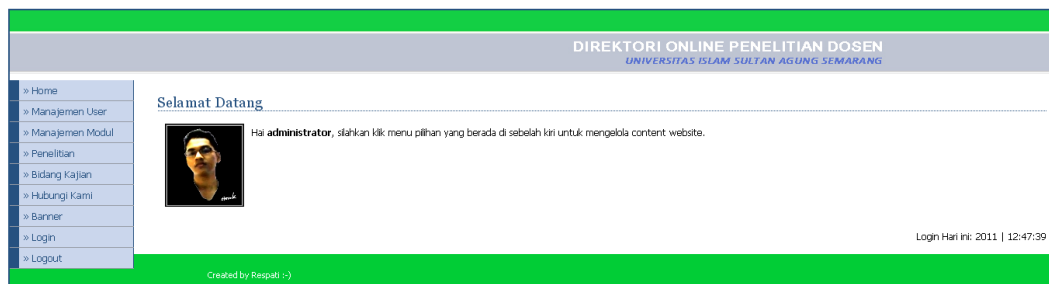 DIREKTORI ONLINE PENELITIAN DOSEN
UNIVERSITAS ISLAM SULTAN AGUNG SEMARANG
» Home
» Manajemen User
» Manajemen Modul
» Penelitian
» Bidang Kajian
» Hubungi Kami
» Banner
» Login
» Logout
Selamat Datang
Hai administrator, silahkan klik menu pilihan yang berada di sebelah kiri untuk mengelola content website.
Login Hari ini: 2011 | 12:47:39
Created by Respati :-)